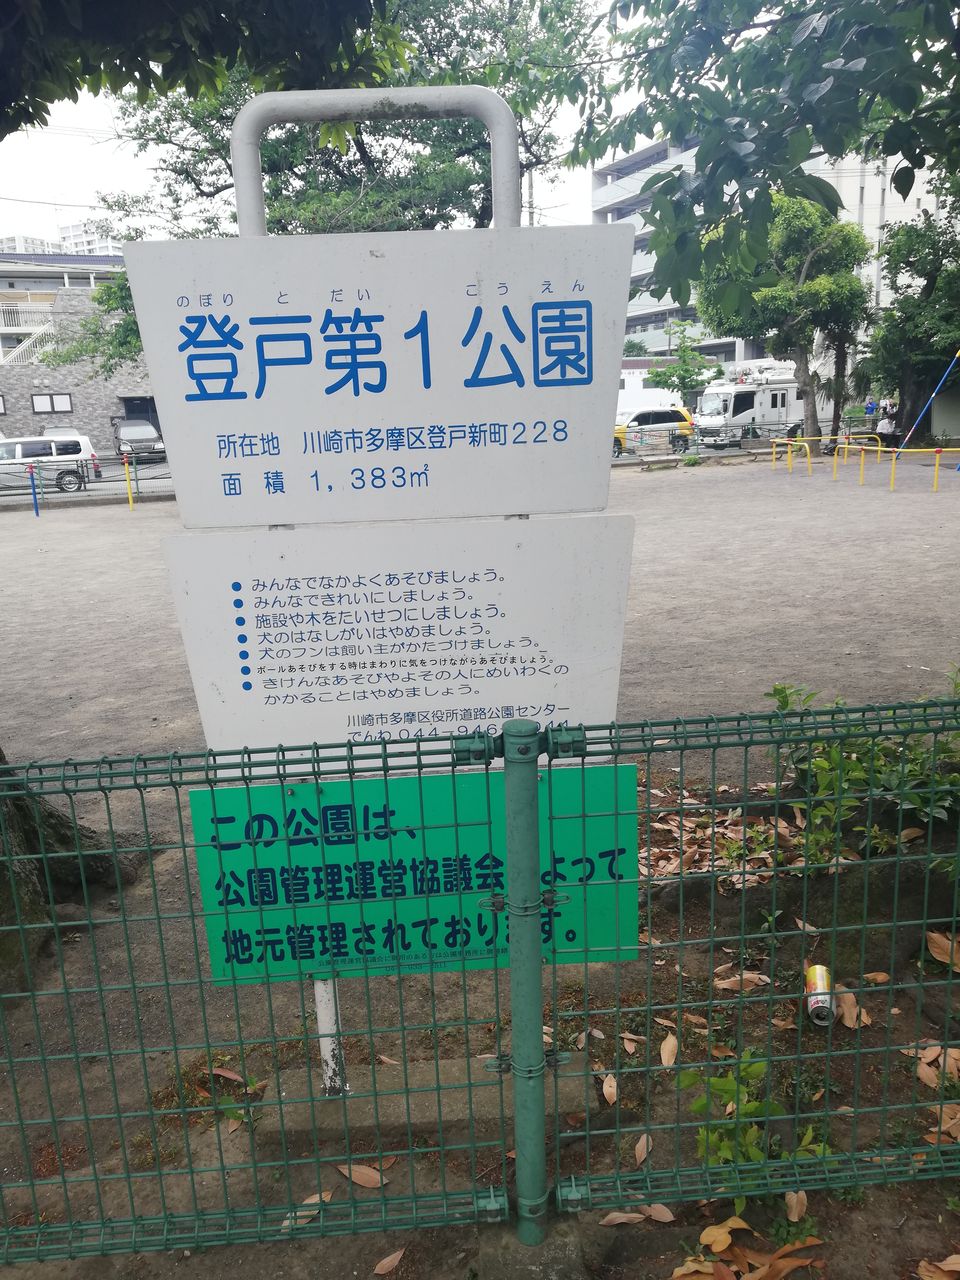 のぼり と だい こう えん
登戸第1公園
所在地 川崎市多摩区登戸新町228
面 積 1,383㎡
● みんなでなかよくあそびましょう。
● みんなできれいにしましょう。
● 施設や木をたいせつにしましょう。
● 犬のはなしがいはやめましょう。
● 犬のフンは飼い主がかたづけましょう。
● ボールあそびをする時はまわりに気をつけながらあそびましょう。
● きけんなあそびやよその人にめいわくの
かかることはやめましょう。
川崎市多摩区役所道路公園センター
でんわ 044-946-
この公園は、
公園管理運営協議会 よって
地元管理されております。